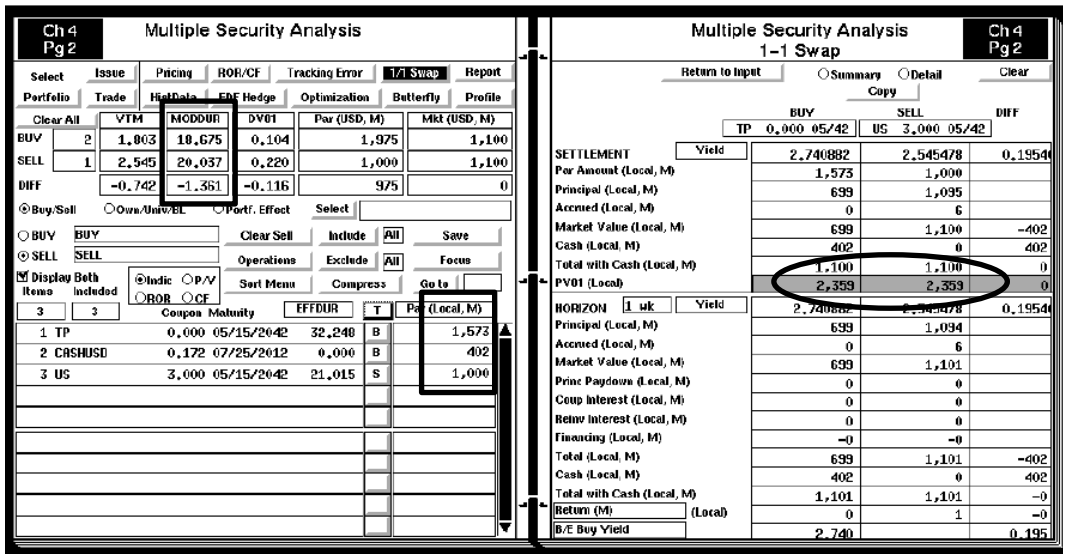 Ch 4
Pg 2
Multiple Security Analysis
Select Issue Pricing ROR/CF Tracking Error 1/1 Swap Report
Portfolio Trade HistData FDF Hedge Optimization Butterfly Profile
Clear All YTM MODDUR DV01 Par (USD, M) Mkt (USD, M)
BUY 2 1.803 18.675 0.104 1,975 1,100
SELL 1 2.545 20.037 0.220 1,000 1,100
DIFF -0.742 -1.361 -0.116 975 0
Buy/Sell Own/Univ/BL Portf. Effect Select
BUY BUY Clear Sell Include All Save
SELL SELL Operations Exclude All Focus
Display Both Indic P/V Sort Menu Compress Go to
Items Included ROR CF
3 3 Coupon Maturity EFFDUR T Par (Local, M)
1 TP 0.000 05/15/2042 32.248 B 1,573
2 CASHUSD 0.172 07/25/2012 0.000 B 402
3 US 3.000 05/15/2042 21.015 S 1,000
Multiple Security Analysis
1-1 Swap
Ch 4
Pg 2
Return to Input Summary Detail Clear
Copy
BUY SELL DIFF
TP 0.000 05/42 US 3.000 05/42
SETTLEMENT Yield 2.740882 2.545478 0.1954
Par Amount (Local, M) 1,573 1,000
Principal (Local, M) 699 1,095
Accrued (Local, M) 0 6
Market Value (Local, M) 699 1,100 -402
Cash (Local, M) 402 0 402
Total with Cash (Local, M) 1,100 1,100 0
PV01 (Local) 2,359 2,359 0
HORIZON 1 wk Yield 2.740882 2.545478 0.1954
Principal (Local, M) 699 1,094
Accrued (Local, M) 0 6
Market Value (Local, M) 699 1,101
Princ Paydown (Local, M) 0 0
Coup Interest (Local, M) 0 0
Reinv Interest (Local, M) 0 0
Financing (Local, M) -0 -0
Total (Local, M) 699 1,101 -402
Cash (Local, M) 402 0 402
Total with Cash (Local, M) 1,101 1,101 -0
Return (M) (Local) 0 1 -0
B/E Buy Yield 2.740 0.195